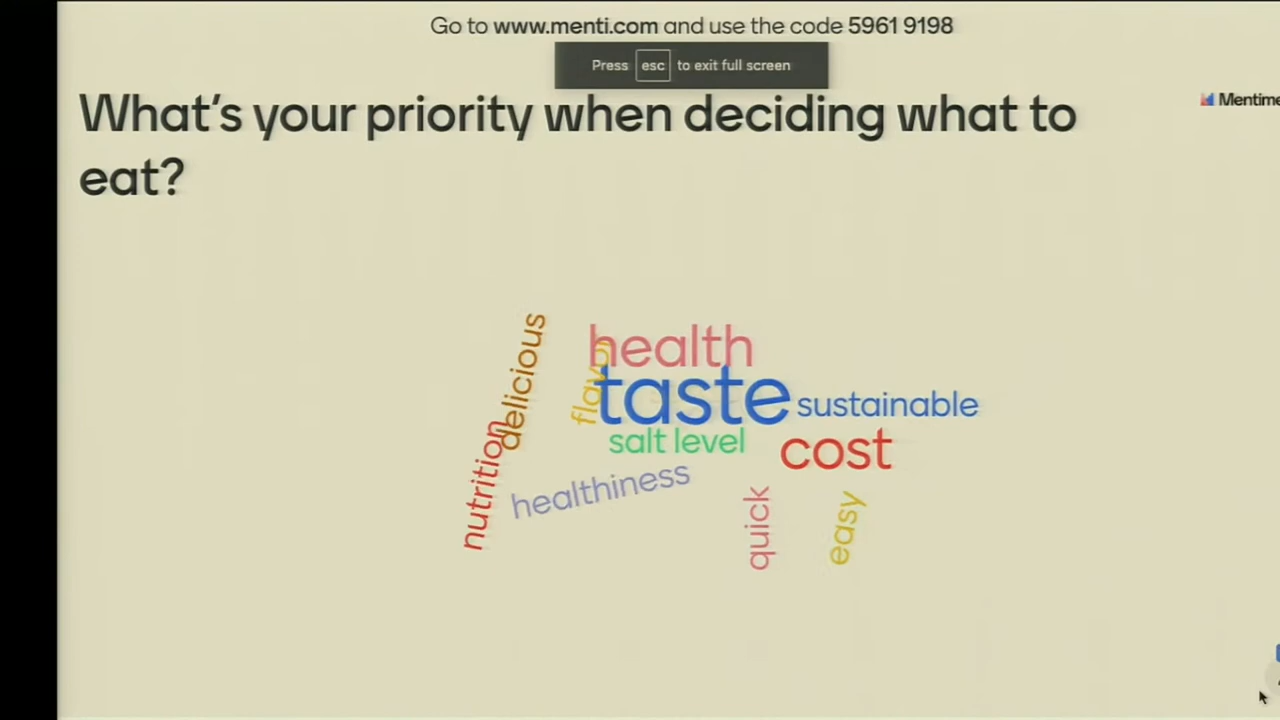 Go to www.menti.com and use the code 5961 9198
Press esc to exit full screen
Mentime
What's your priority when deciding what to
eat?
delicious
health
flavor
taste
sustainable
salt level
cost
nutrition
healthiness
quick
easy